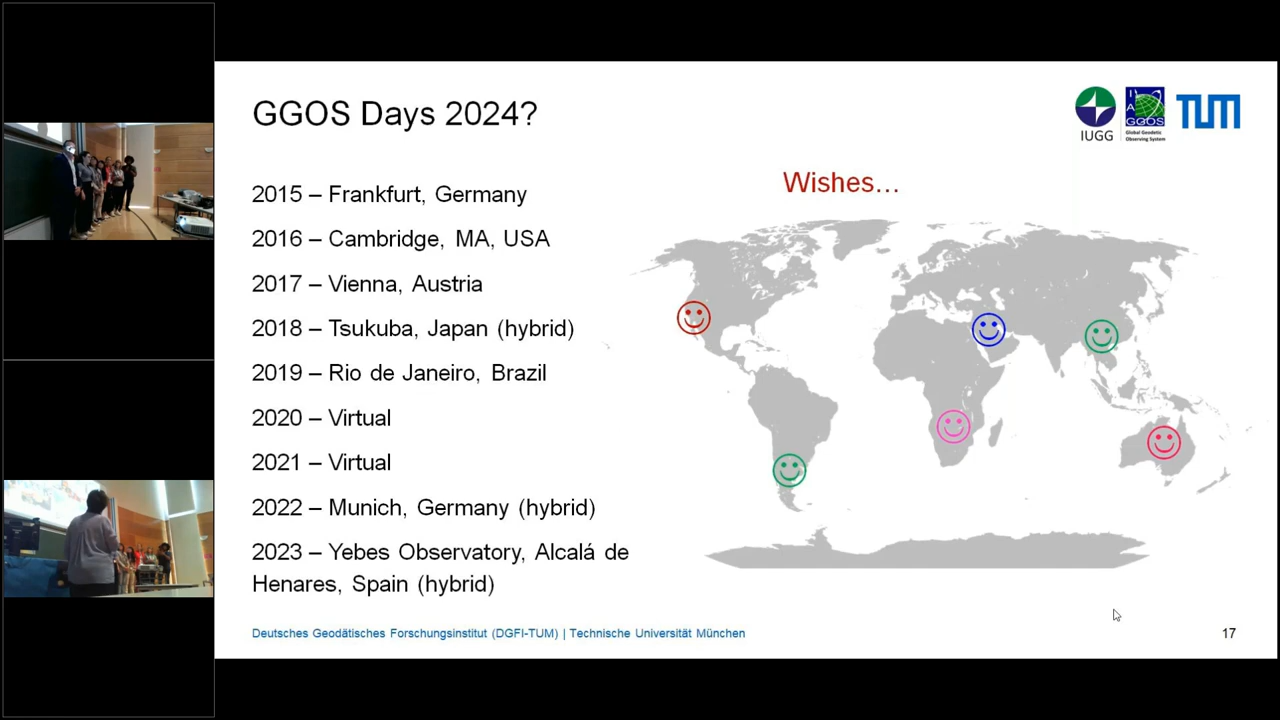 GGOS Days 2024?
IUGG
GGOS
Global Geodetic
Observing System
TUM
Wishes…
2015 – Frankfurt, Germany
2016 – Cambridge, MA, USA
2017 – Vienna, Austria
2018 – Tsukuba, Japan (hybrid)
2019 – Rio de Janeiro, Brazil
2020 – Virtual
2021 – Virtual
2022 – Munich, Germany (hybrid)
2023 – Yebes Observatory, Alcalá de
Henares, Spain (hybrid)
Deutsches Geodätisches Forschungsinstitut (DGFI-TUM) | Technische Universität München
17